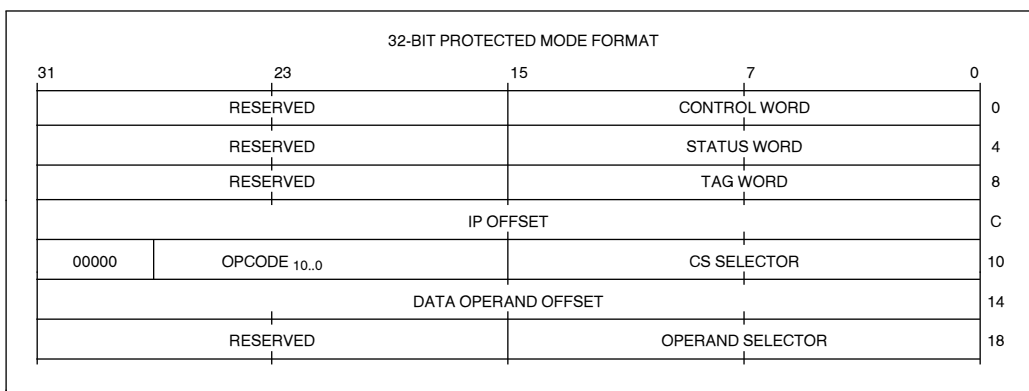 32-BIT PROTECTED MODE FORMAT
31 23 15 7 0
RESERVED CONTROL WORD 0
RESERVED STATUS WORD 4
RESERVED TAG WORD 8
IP OFFSET C
00000 OPCODE 10..0 CS SELECTOR 10
DATA OPERAND OFFSET 14
RESERVED OPERAND SELECTOR 18